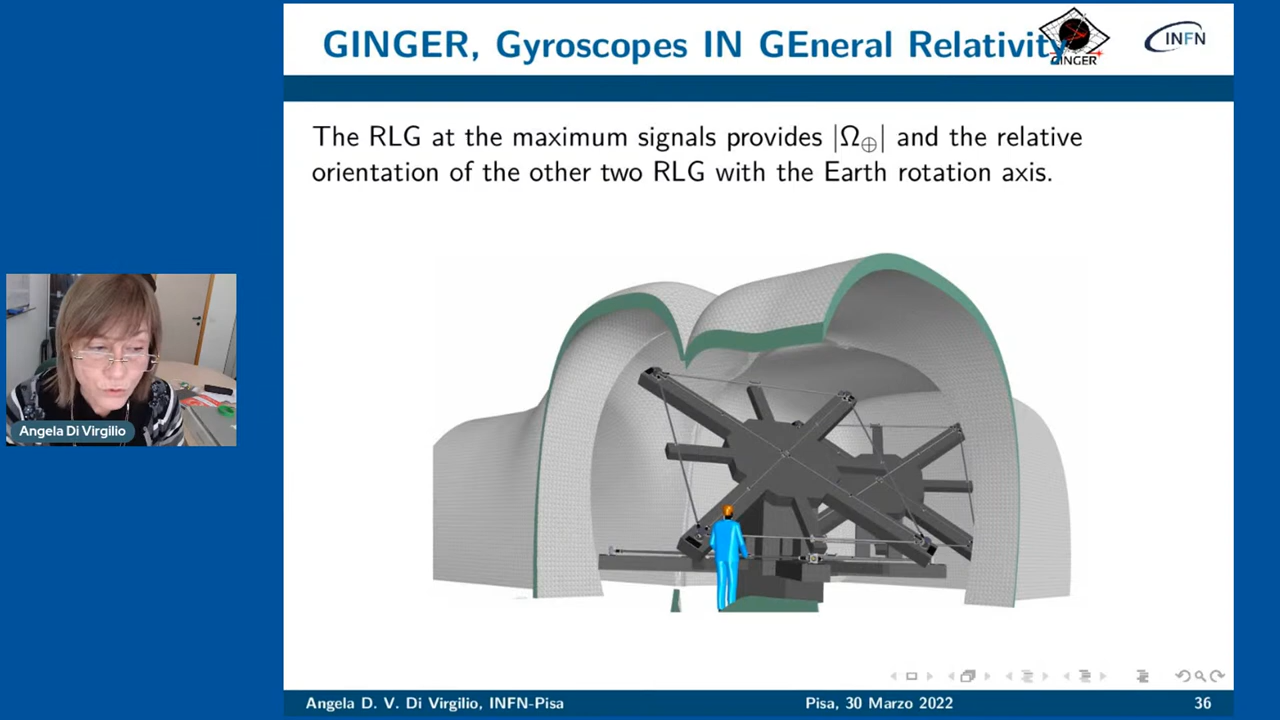 GINGER, Gyroscopes IN GEneral Relativity
GINGER
INFN
The RLG at the maximum signals provides |Ω⊕| and the relative
orientation of the other two RLG with the Earth rotation axis.
Angela Di Virgilio
Angela D. V. Di Virgilio, INFN-Pisa
Pisa, 30 Marzo 2022
36